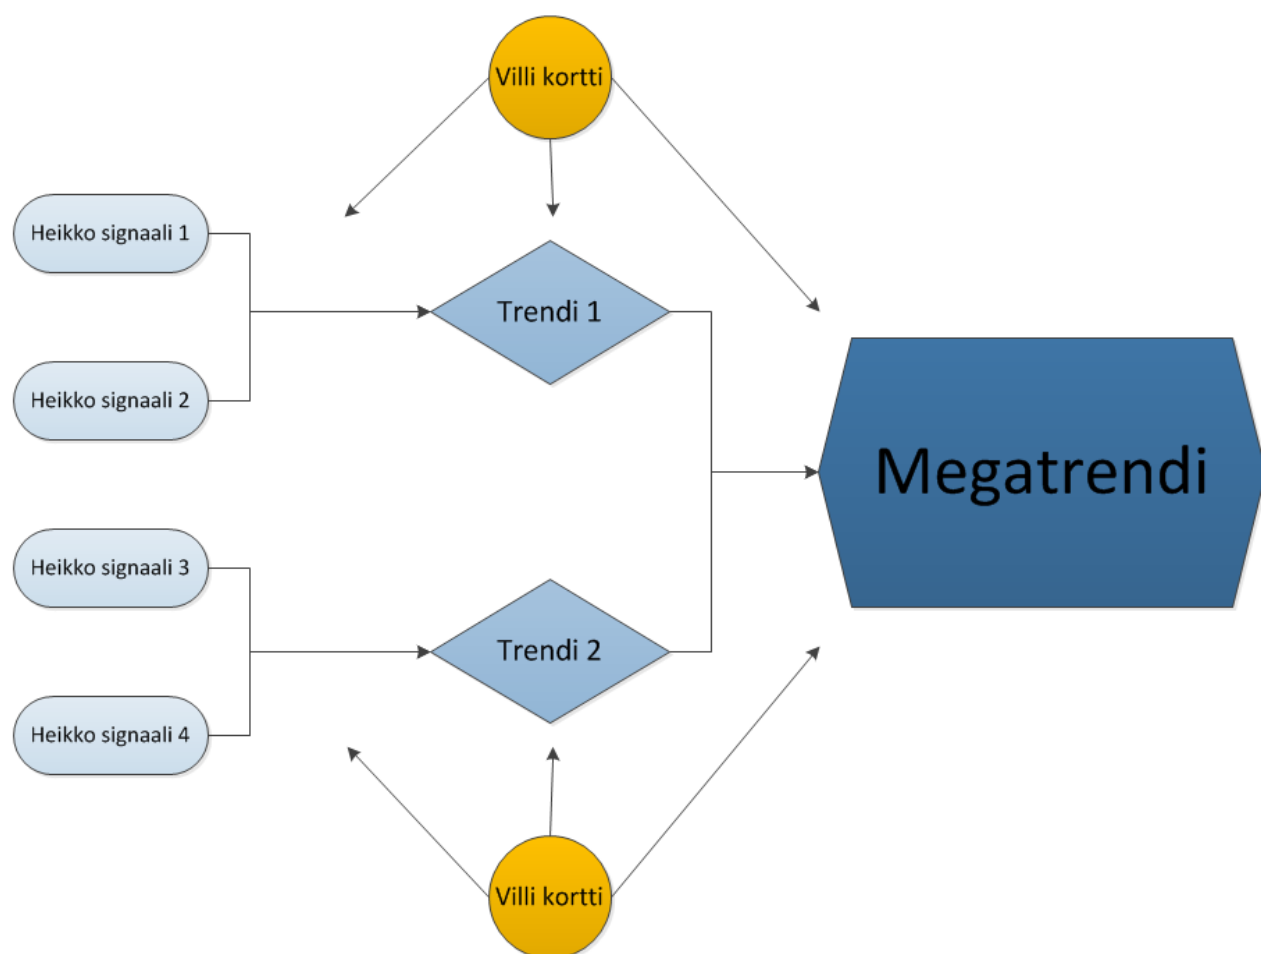 Villi kortti
Heikko signaali 1
Trendi 1
Heikko signaali 2
Megatrendi
Heikko signaali 3
Trendi 2
Heikko signaali 4
Villi kortti